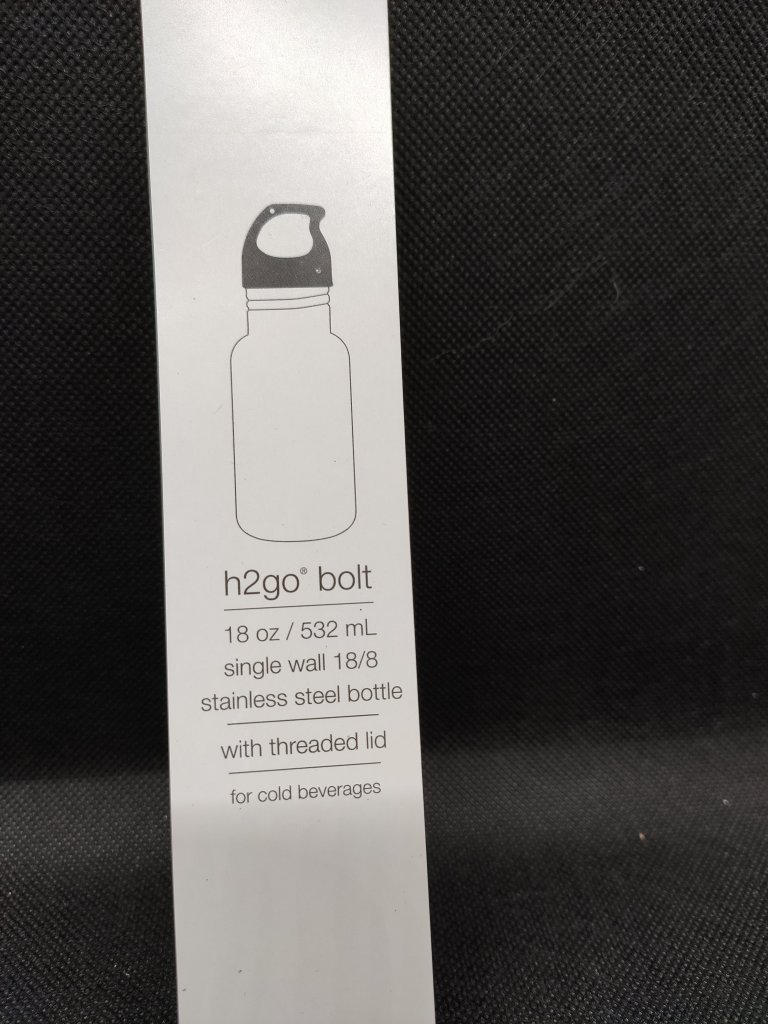 h2go® bolt
18 oz / 532 mL
single wall 18/8
stainless steel bottle
with threaded lid
for cold beverages